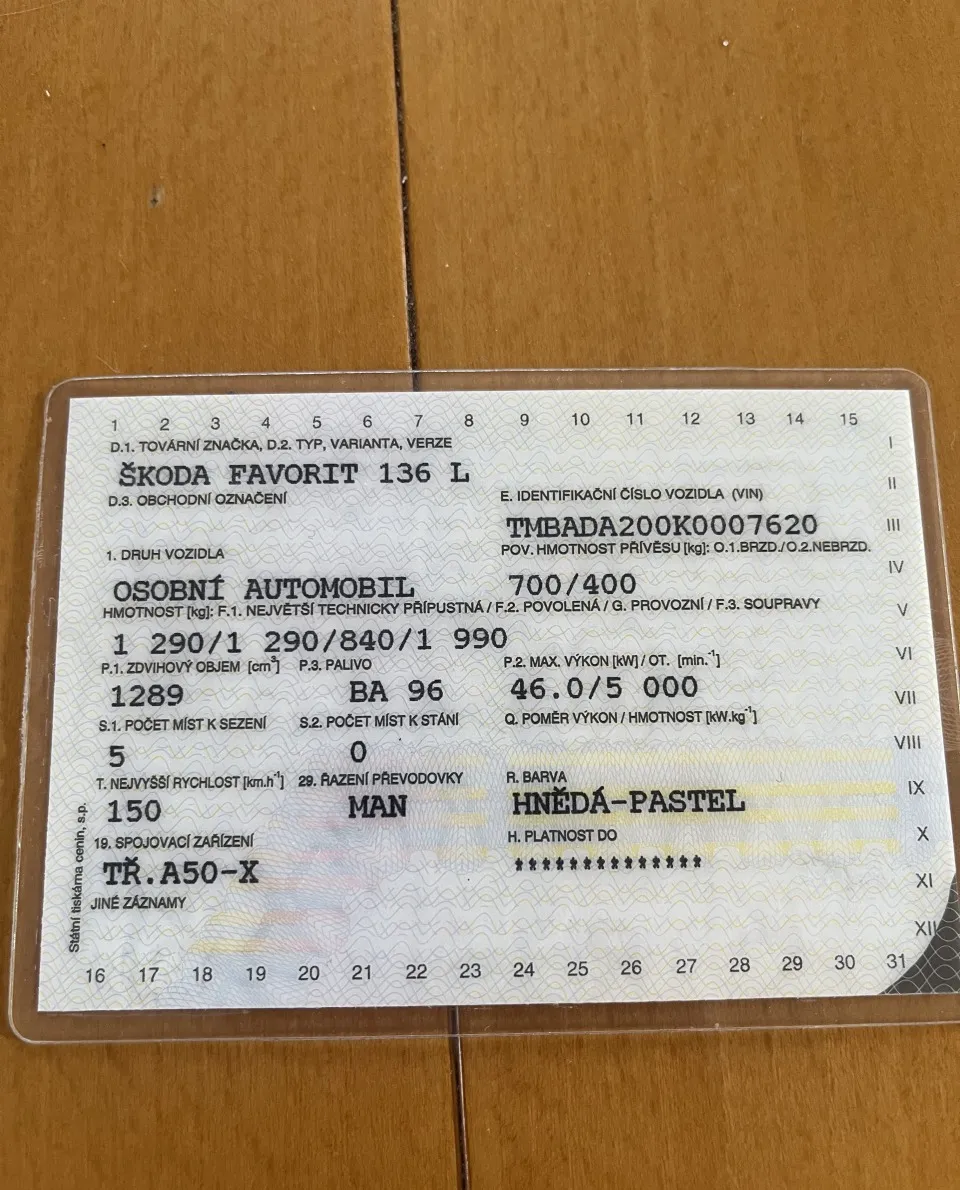 1 2 3 4 5 6 7 8 9 10 11 12 13 14 15
D.1. TOVÁRNÍ ZNAČKA, D.2. TYP, VARIANTA, VERZE
I
ŠKODA FAVORIT 136 L
II
D.3. OBCHODNÍ OZNAČENÍ
E. IDENTIFIKAČNÍ ČÍSLO VOZIDLA (VIN)
TMBADA200K0007620
III
1. DRUH VOZIDLA
POV. HMOTNOST PŘÍVĚSU [kg]: O.1.BRZD./O.2.NEBRZD.
IV
OSOBNÍ AUTOMOBIL
700/400
HMOTNOST [kg]: F.1. NEJVĚTŠÍ TECHNICKY PŘÍPUSTNÁ / F.2. POVOLENÁ / G. PROVOZNÍ / F.3. SOUPRAVY
V
1 290/1 290/840/1 990
VI
P.1. ZDVIHOVÝ OBJEM [cm³] P.3. PALIVO P.2. MAX. VÝKON [kW] / OT. [min.⁻¹]
1289 BA 96 46.0/5 000
VII
S.1. POČET MÍST K SEZENÍ S.2. POČET MÍST K STÁNÍ Q. POMĚR VÝKON / HMOTNOST [kW.kg⁻¹]
VIII
5 0
T. NEJVYŠŠÍ RYCHLOST [km.h⁻¹] 29. ŘAZENÍ PŘEVODOVKY R. BARVA
IX
150 MAN HNĚDÁ-PASTEL
19. SPOJOVACÍ ZAŘÍZENÍ H. PLATNOST DO
X
TŘ.A50-X **************
XI
JINÉ ZÁZNAMY
XII
Státní tiskárna cenin, s.p.
16 17 18 19 20 21 22 23 24 25 26 27 28 29 30 31